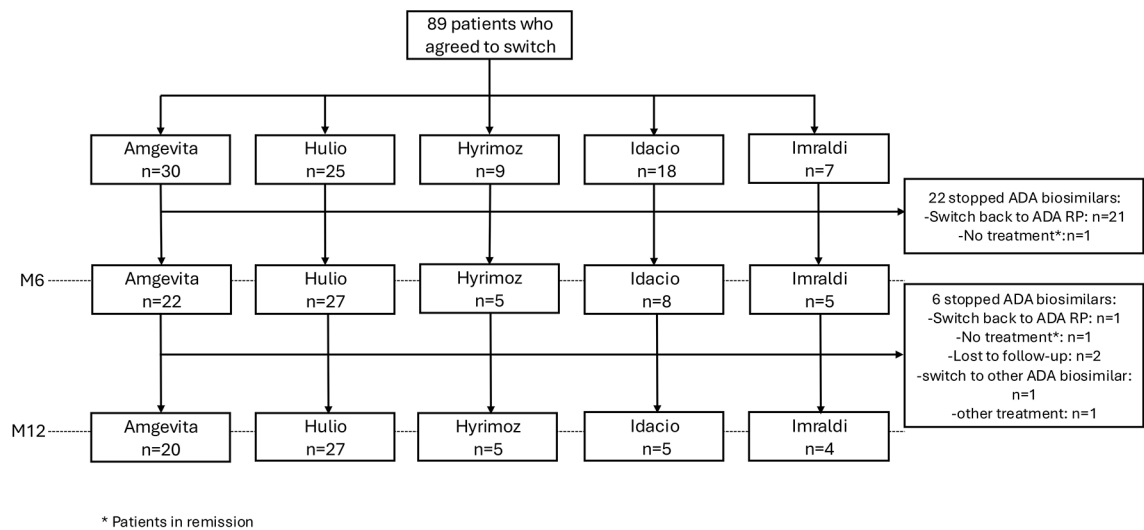 89 patients who
agreed to switch
Amgevita
n=30
Hulio
n=25
Hyrimoz
n=9
Idacio
n=18
Imraldi
n=7
22 stopped ADA biosimilars:
-Switch back to ADA RP: n=21
-No treatment*:n=1
M6
Amgevita
n=22
Hulio
n=27
Hyrimoz
n=5
Idacio
n=8
Imraldi
n=5
6 stopped ADA biosimilars:
-Switch back to ADA RP: n=1
-No treatment*: n=1
-Lost to follow-up: n=2
-switch to other ADA biosimilar:
n=1
-other treatment: n=1
M12
Amgevita
n=20
Hulio
n=27
Hyrimoz
n=5
Idacio
n=5
Imraldi
n=4
* Patients in remission